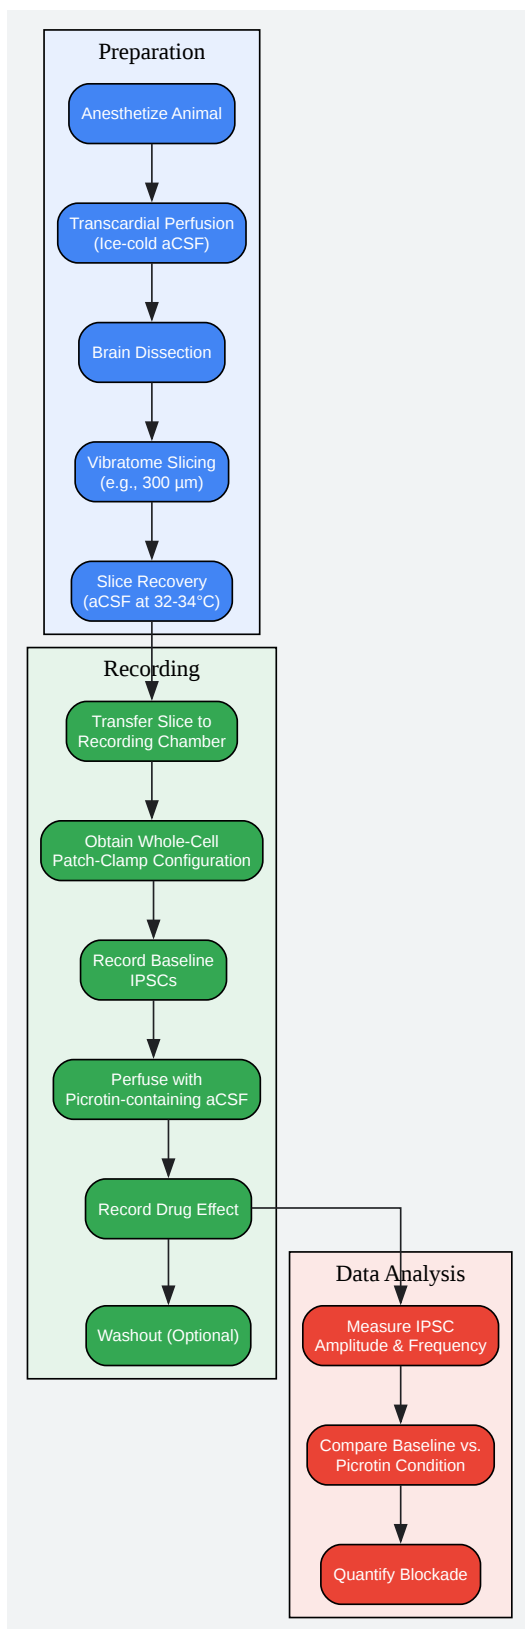 Preparation
Anesthetize Animal
Transcardial Perfusion
(Ice-cold aCSF)
Brain Dissection
Vibratome Slicing
(e.g., 300 µm)
Slice Recovery
(aCSF at 32-34°C)
Recording
Transfer Slice to
Recording Chamber
Obtain Whole-Cell
Patch-Clamp Configuration
Record Baseline
IPSCs
Perfuse with
Picrotin-containing aCSF
Record Drug Effect
Washout (Optional)
Data Analysis
Measure IPSC
Amplitude & Frequency
Compare Baseline vs.
Picrotin Condition
Quantify Blockade